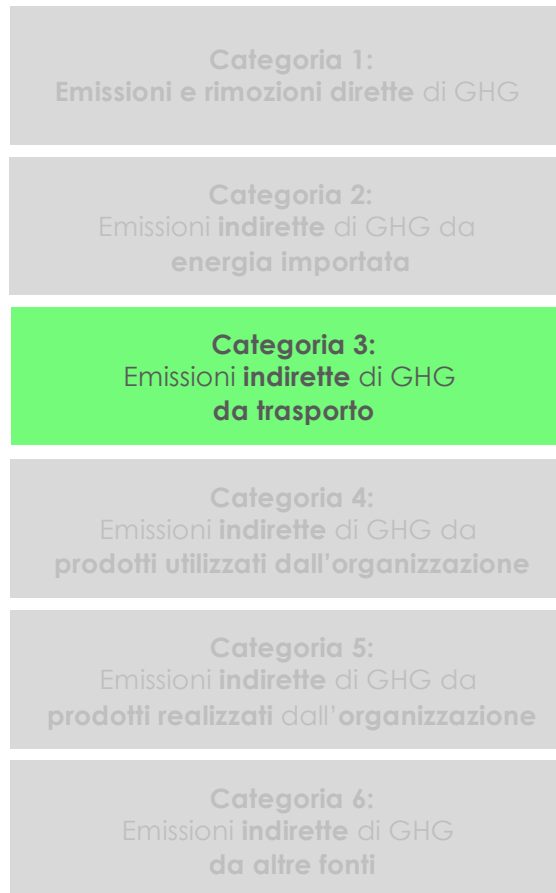 Categoria 1:
Emissioni e rimozioni dirette di GHG
Categoria 2:
Emissioni indirette di GHG da
energia importata
Categoria 3:
Emissioni indirette di GHG
da trasporto
Categoria 4:
Emissioni indirette di GHG da
prodotti utilizzati dall'organizzazione
Categoria 5:
Emissioni indirette di GHG da
prodotti realizzati dall'organizzazione
Categoria 6:
Emissioni indirette di GHG
da altre fonti